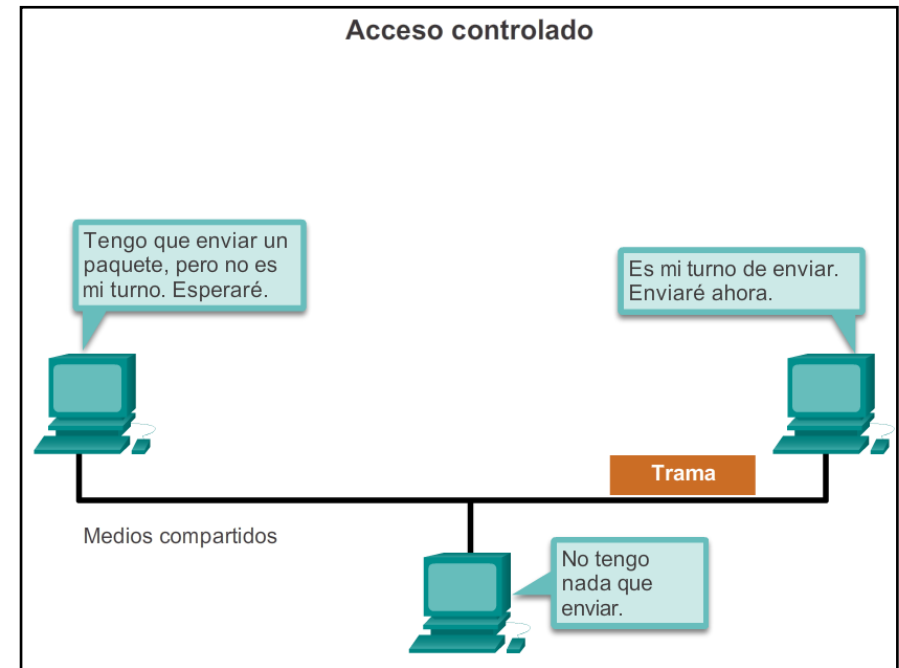 Acceso controlado
Tengo que enviar un
paquete, pero no es
mi turno. Esperaré.
Es mi turno de enviar.
Enviaré ahora.
Trama
Medios compartidos
No tengo
nada que
enviar.